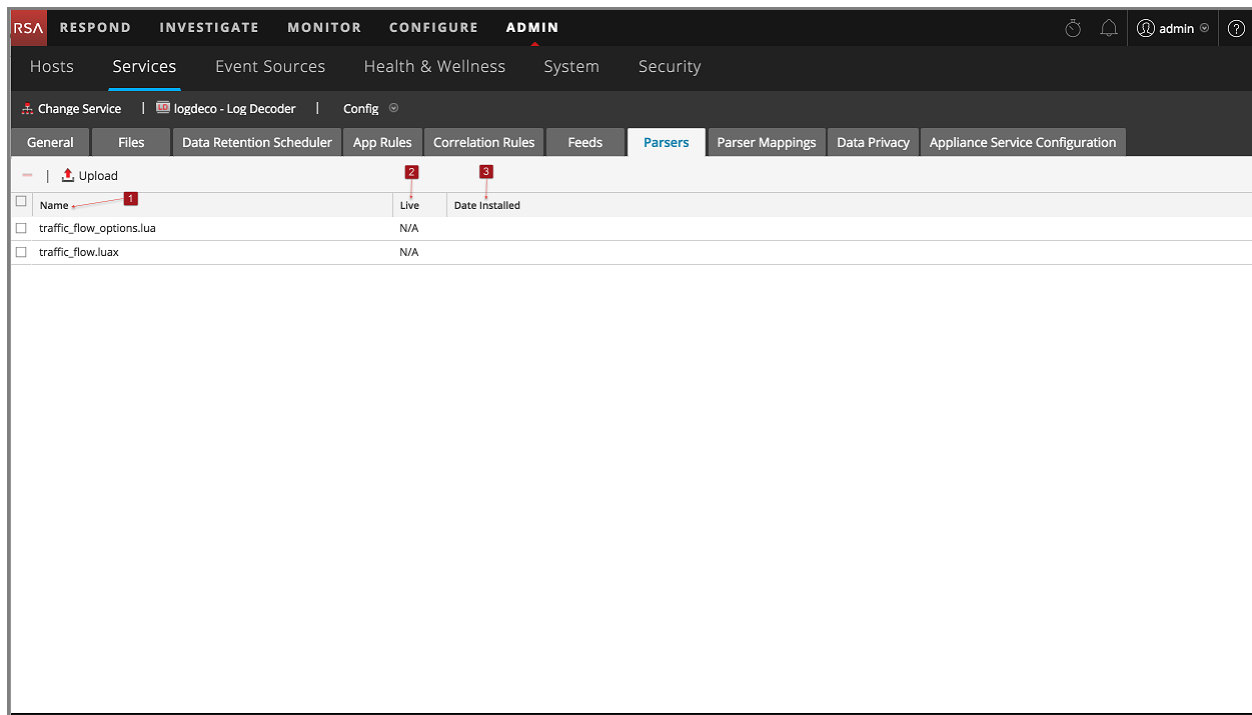 RSA RESPOND INVESTIGATE MONITOR CONFIGURE ADMIN admin ?
Hosts Services Event Sources Health & Wellness System Security
Change Service | LD logdeco - Log Decoder | Config
General Files Data Retention Scheduler App Rules Correlation Rules Feeds Parsers Parser Mappings Data Privacy Appliance Service Configuration
| Upload 2 3
Name 1 Live Date Installed
traffic_flow_options.lua N/A
traffic_flow.luax N/A